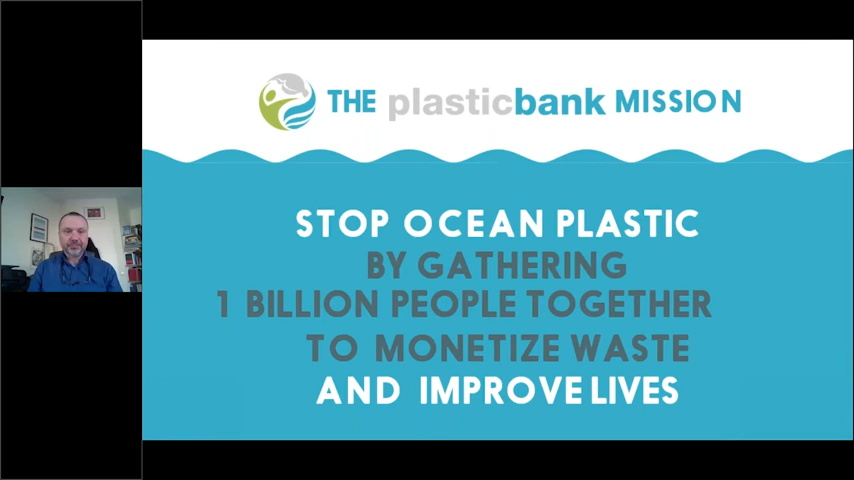 THE plasticbank MISSION
STOP OCEAN PLASTIC
BY GATHERING
1 BILLION PEOPLE TOGETHER
TO MONETIZE WASTE
AND IMPROVE LIVES